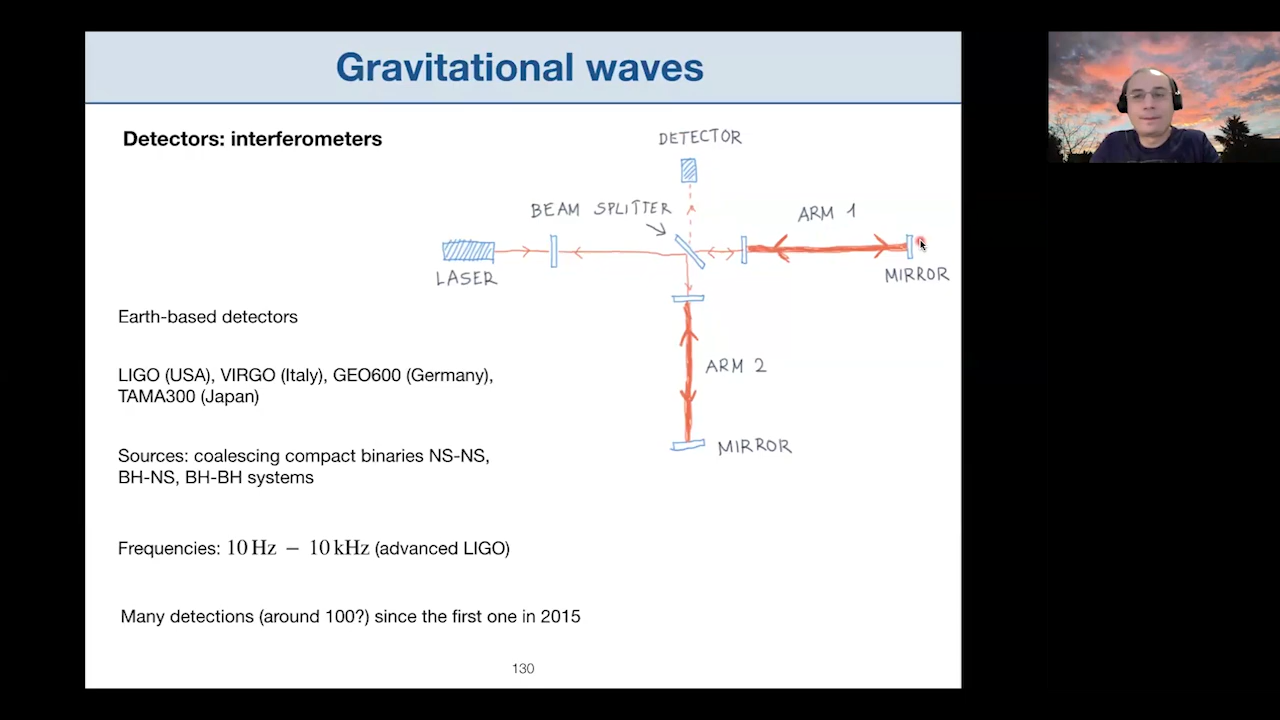 Gravitational waves
Detectors: interferometers
DETECTOR
BEAM SPLITTER
ARM 1
LASER
MIRROR
Earth-based detectors
ARM 2
LIGO (USA), VIRGO (Italy), GEO600 (Germany),
TAMA300 (Japan)
MIRROR
Sources: coalescing compact binaries NS-NS,
BH-NS, BH-BH systems
Frequencies: 10 Hz − 10 kHz (advanced LIGO)
Many detections (around 100?) since the first one in 2015
130